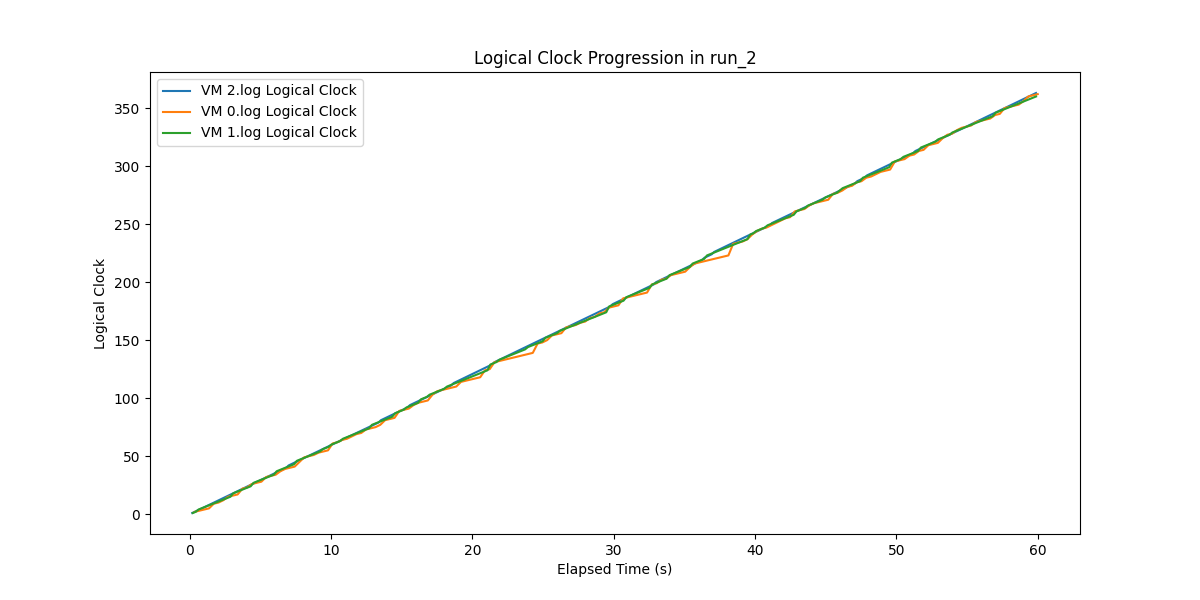 Logical Clock Progression in run_2
VM 2.log Logical Clock
VM 0.log Logical Clock
VM 1.log Logical Clock
Logical Clock
350
300
250
200
150
100
50
0
0 10 20 30 40 50 60
Elapsed Time (s)